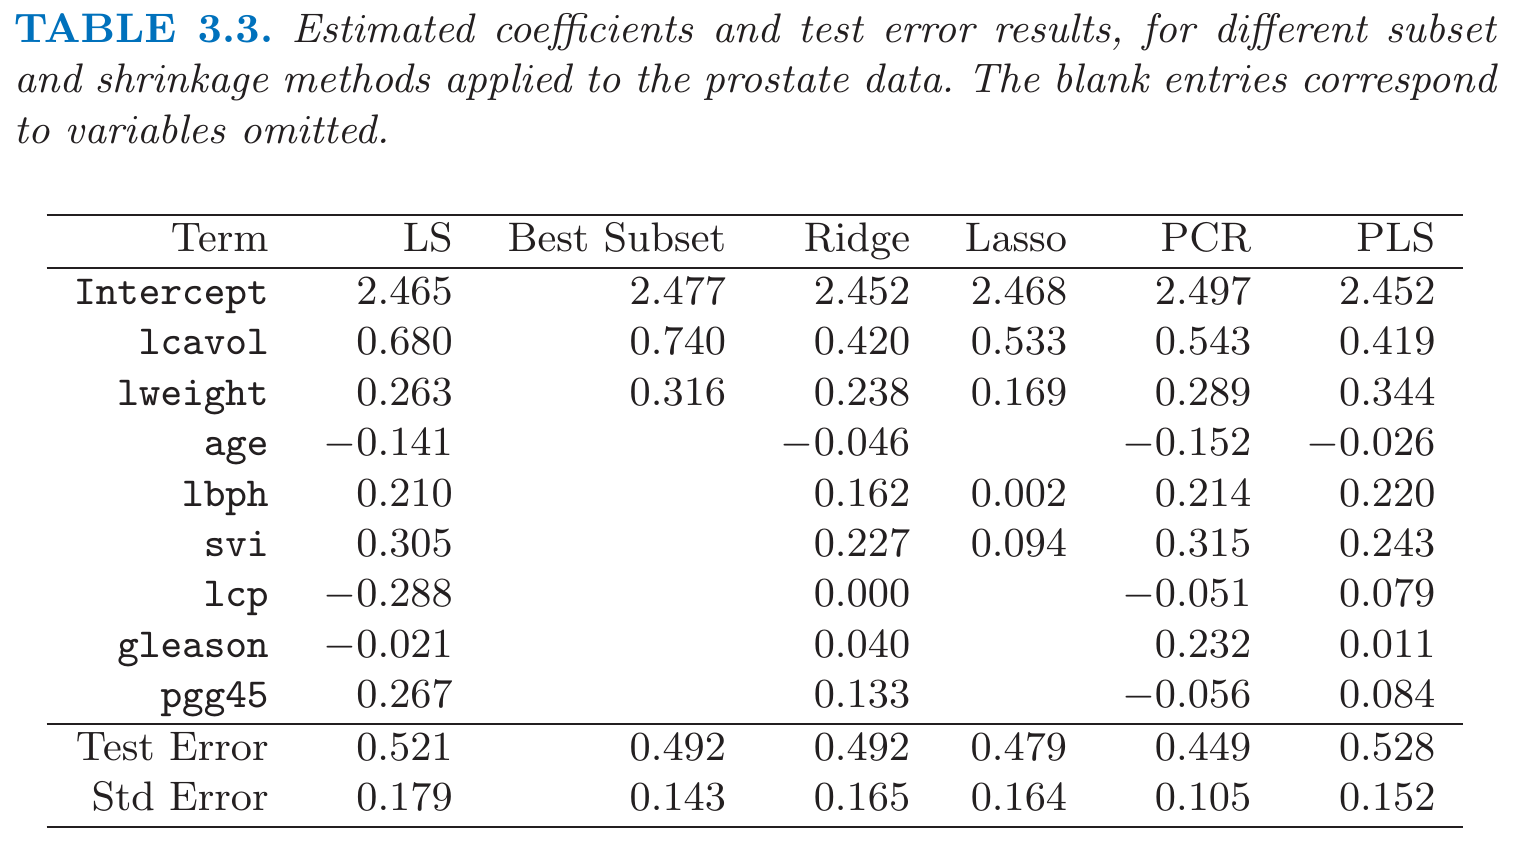 TABLE 3.3. Estimated coefficients and test error results, for different subset
and shrinkage methods applied to the prostate data. The blank entries correspond
to variables omitted.
Term LS Best Subset Ridge Lasso PCR PLS
Intercept 2.465 2.477 2.452 2.468 2.497 2.452
lcavol 0.680 0.740 0.420 0.533 0.543 0.419
lweight 0.263 0.316 0.238 0.169 0.289 0.344
age −0.141 −0.046 −0.152 −0.026
lbph 0.210 0.162 0.002 0.214 0.220
svi 0.305 0.227 0.094 0.315 0.243
lcp −0.288 0.000 −0.051 0.079
gleason −0.021 0.040 0.232 0.011
pgg45 0.267 0.133 −0.056 0.084
Test Error 0.521 0.492 0.492 0.479 0.449 0.528
Std Error 0.179 0.143 0.165 0.164 0.105 0.152